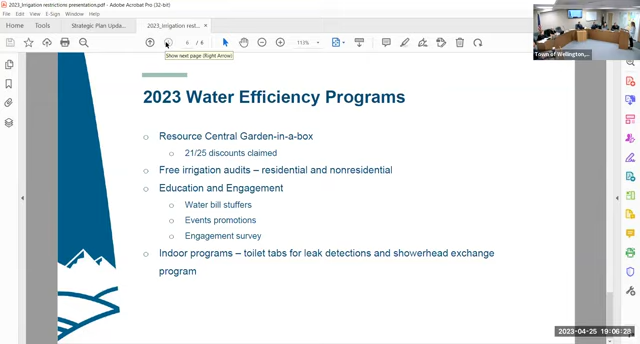 2023_Irrigation restrictions presentation.pdf - Adobe Acrobat Pro (32-bit)
File Edit View E-Sign Window Help
Home Tools Strategic Plan Upda... 2023_Irrigation rest... ×
6 / 6 113%
Show next page (Right Arrow)
Town of Wellington,...
2023 Water Efficiency Programs
Resource Central Garden-in-a-box
21/25 discounts claimed
Free irrigation audits – residential and nonresidential
Education and Engagement
Water bill stuffers
Events promotions
Engagement survey
Indoor programs – toilet tabs for leak detections and showerhead exchange
program
2023-04-25 19:06:28